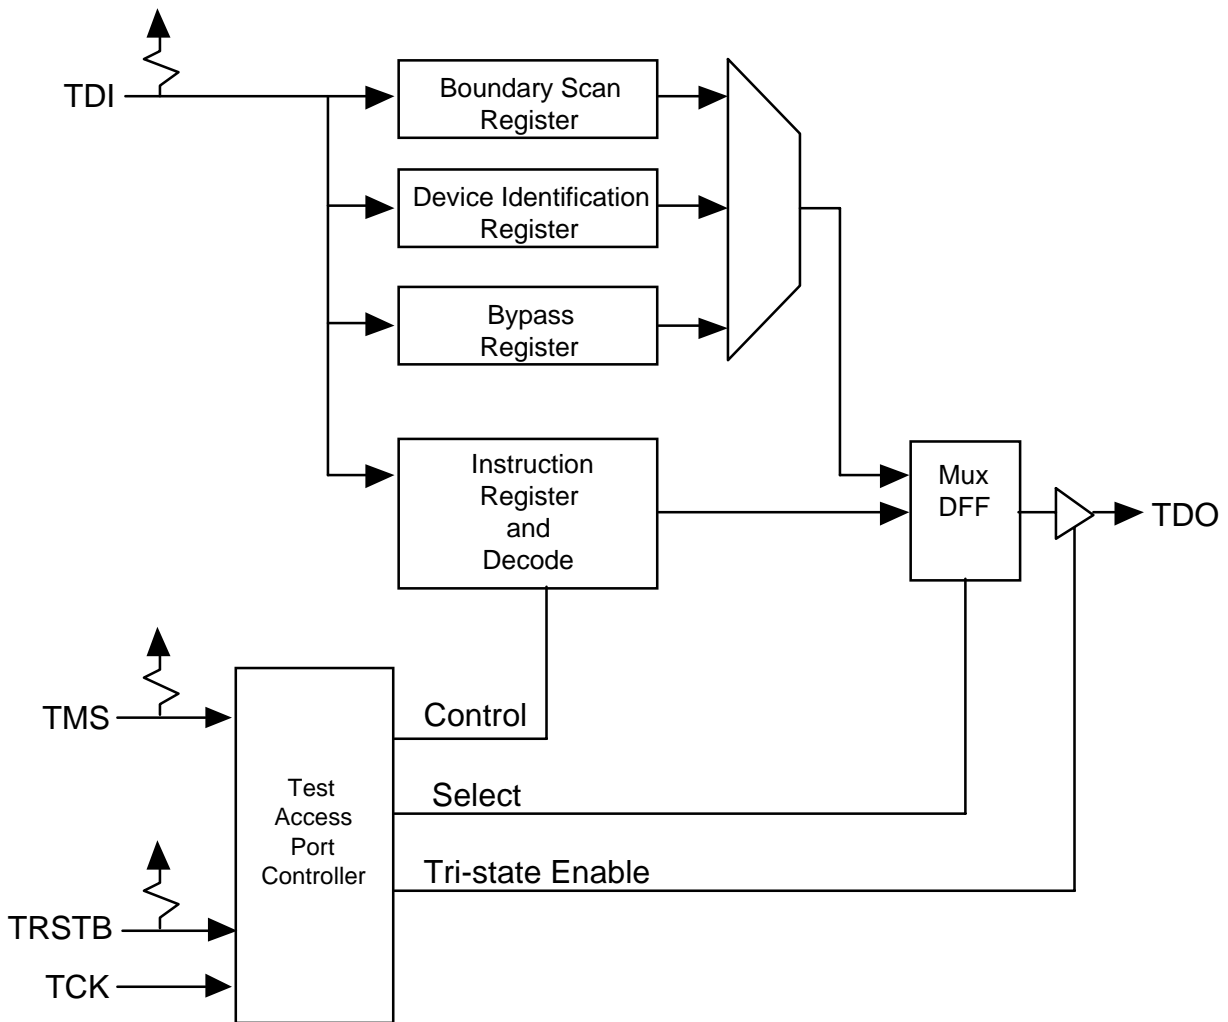 TDI
Boundary Scan
Register
Device Identification
Register
Bypass
Register
Instruction
Register
and
Decode
Mux
DFF
TDO
TMS
Control
Test
Access
Port
Controller
Select
Tri-state Enable
TRSTB
TCK